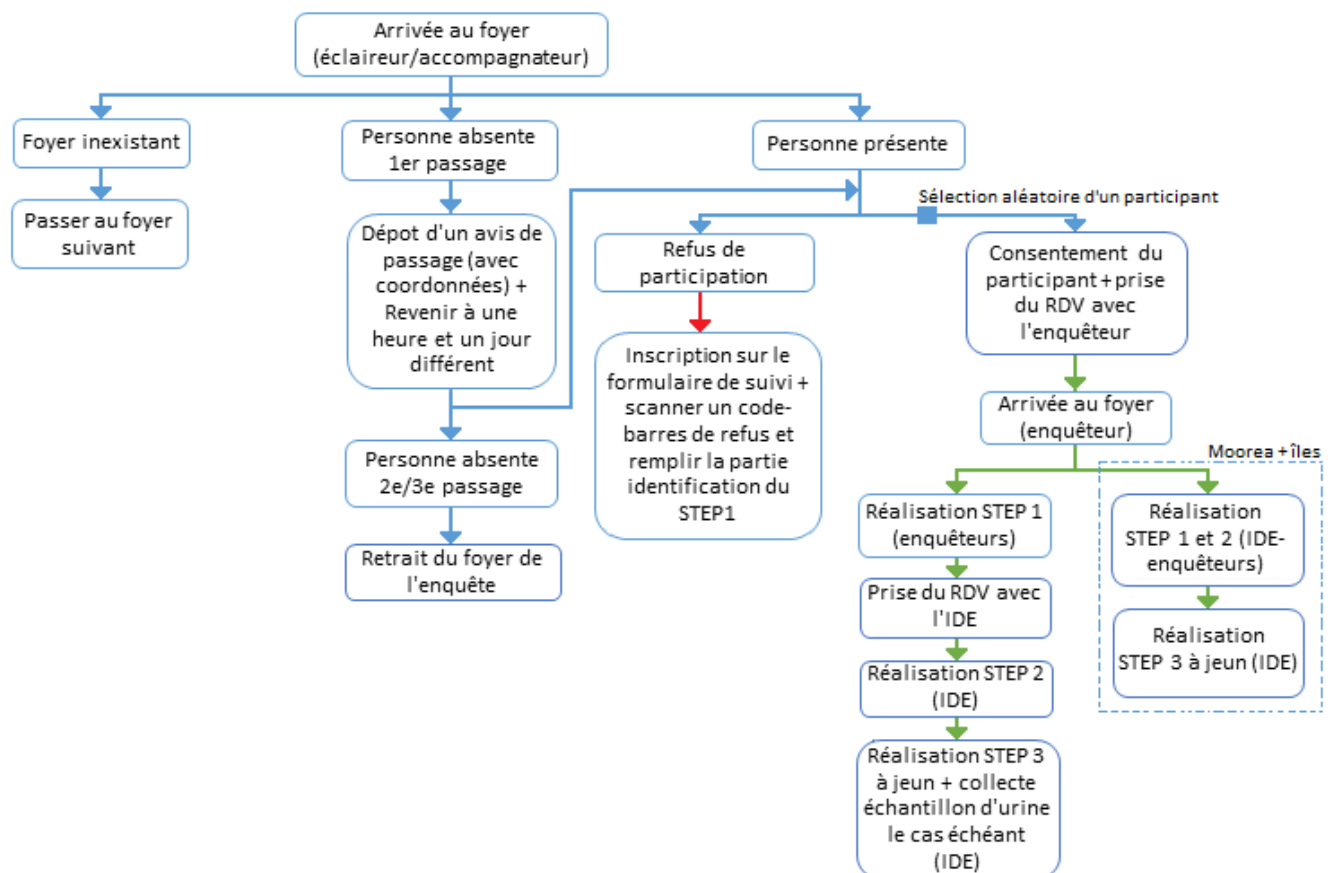 Arrivée au foyer
(éclaireur/accompagnateur)
Foyer inexistant
Passer au foyer
suivant
Personne absente
1er passage
Dépot d'un avis de
passage (avec
coordonnées) +
Revenir à une
heure et un jour
différent
Personne absente
2e/3e passage
Retrait du foyer de
l'enquête
Personne présente
Sélection aléatoire d'un participant
Refus de
participation
Inscription sur le
formulaire de suivi +
scanner un code-
barres de refus et
remplir la partie
identification du
STEP1
Consentement du
participant + prise
du RDV avec
l'enquêteur
Arrivée au foyer
(enquêteur)
Réalisation STEP 1
(enquêteurs)
Prise du RDV avec
l'IDE
Réalisation STEP 2
(IDE)
Réalisation STEP 3
à jeun + collecte
échantillon d'urine
le cas échéant
(IDE)
Moorea + îles
Réalisation
STEP 1 et 2 (IDE-
enquêteurs)
Réalisation
STEP 3 à jeun (IDE)